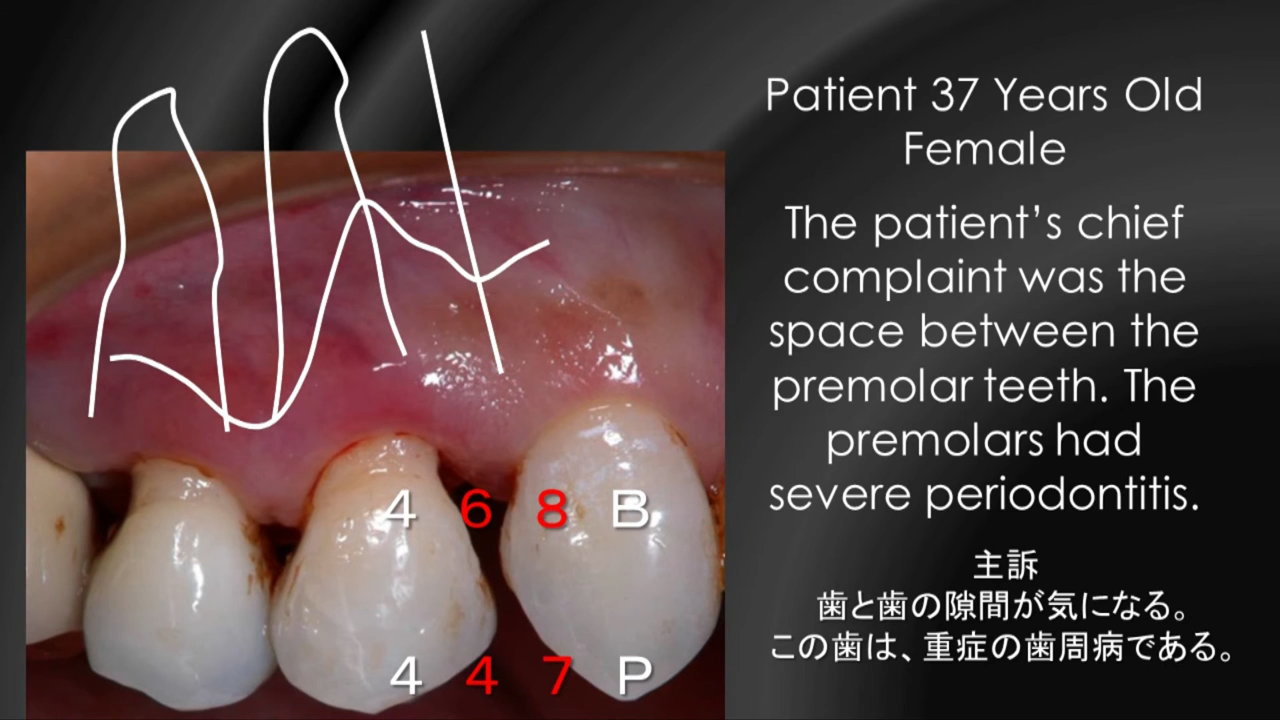 Patient 37 Years Old
Female
The patient’s chief
complaint was the
space between the
premolar teeth. The
premolars had
severe periodontitis.
主訴
歯と歯の隙間が気になる。
この歯は、重症の歯周病である。
4 6 8 B
4 4 7 P